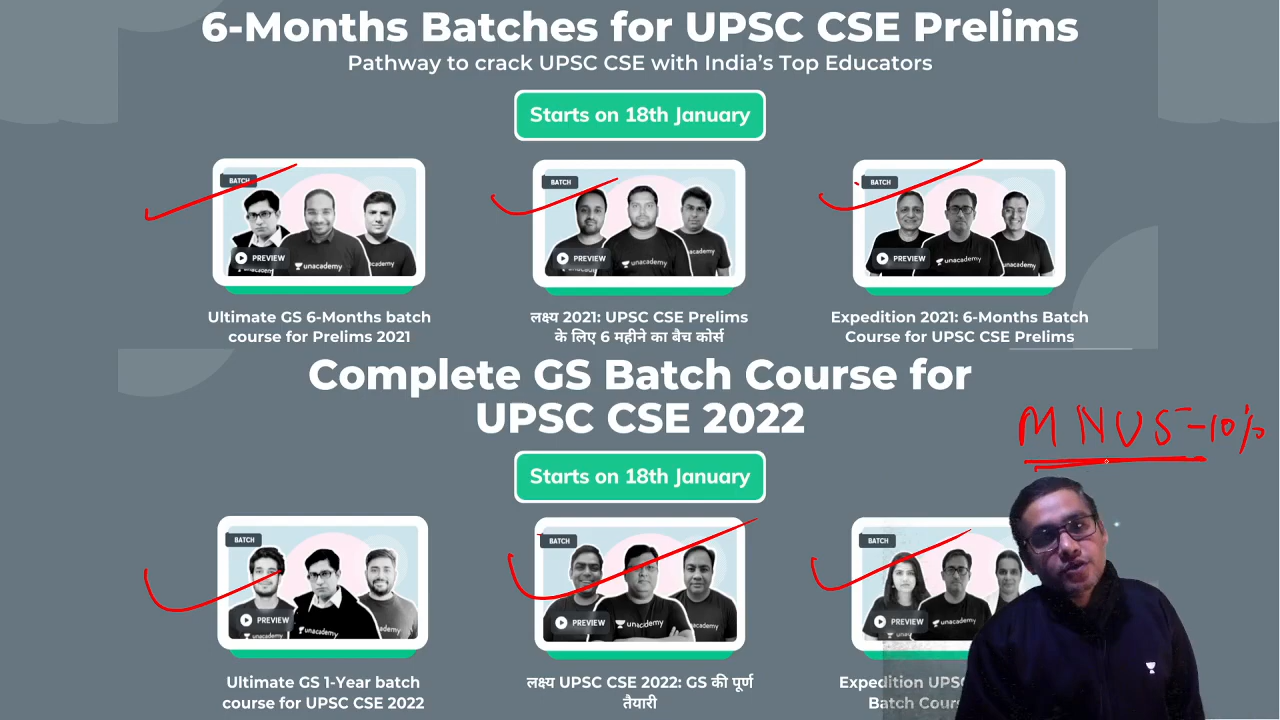 6-Months Batches for UPSC CSE Prelims
Pathway to crack UPSC CSE with India's Top Educators
Starts on 18th January
BATCH
PREVIEW
unacademy
Ultimate GS 6-Months batch
course for Prelims 2021
BATCH
PREVIEW
unacademy
लक्ष्य 2021: UPSC CSE Prelims
के लिए 6 महीने का बैच कोर्स
BATCH
PREVIEW
unacademy
Expedition 2021: 6-Months Batch
Course for UPSC CSE Prelims
Complete GS Batch Course for
UPSC CSE 2022
MNUS-10%
Starts on 18th January
BATCH
PREVIEW
unacademy
unacademy
Ultimate GS 1-Year batch
course for UPSC CSE 2022
BATCH
PREVIEW
unacademy
लक्ष्य UPSC CSE 2022: GS की पूर्ण
तैयारी
BATCH
PREVIEW
unacademy
Expedition
Batch